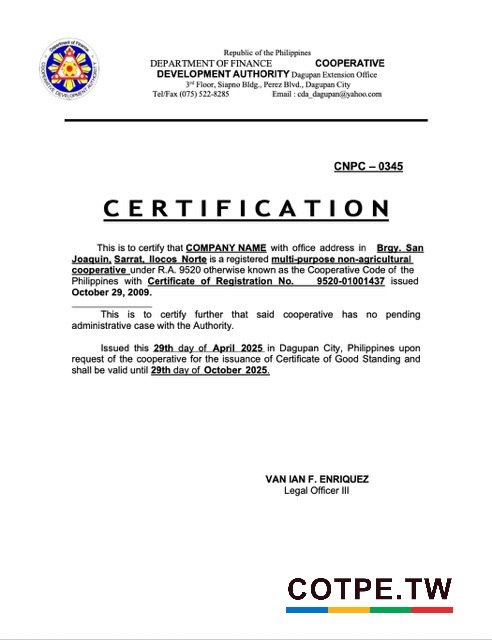 Department of Finance
COOPERATIVE DEVELOPMENT AUTHORITY
Republic of the Philippines
DEPARTMENT OF FINANCE COOPERATIVE
DEVELOPMENT AUTHORITY Dagupan Extension Office
3rd Floor, Siapno Bldg., Perez Blvd., Dagupan City
Tel/Fax (075) 522-8285 Email : cda_dagupan@yahoo.com
CNPC – 0345
CERTIFICATION
This is to certify that COMPANY NAME with office address in Brgy. San
Joaquin, Sarrat, Ilocos Norte is a registered multi-purpose non-agricultural
cooperative under R.A. 9520 otherwise known as the Cooperative Code of the
Philippines with Certificate of Registration No. 9520-01001437 issued
October 29, 2009.
This is to certify further that said cooperative has no pending
administrative case with the Authority.
Issued this 29th day of April 2025 in Dagupan City, Philippines upon
request of the cooperative for the issuance of Certificate of Good Standing and
shall be valid until 29th day of October 2025.
VAN IAN F. ENRIQUEZ
Legal Officer III
COTPE.TW